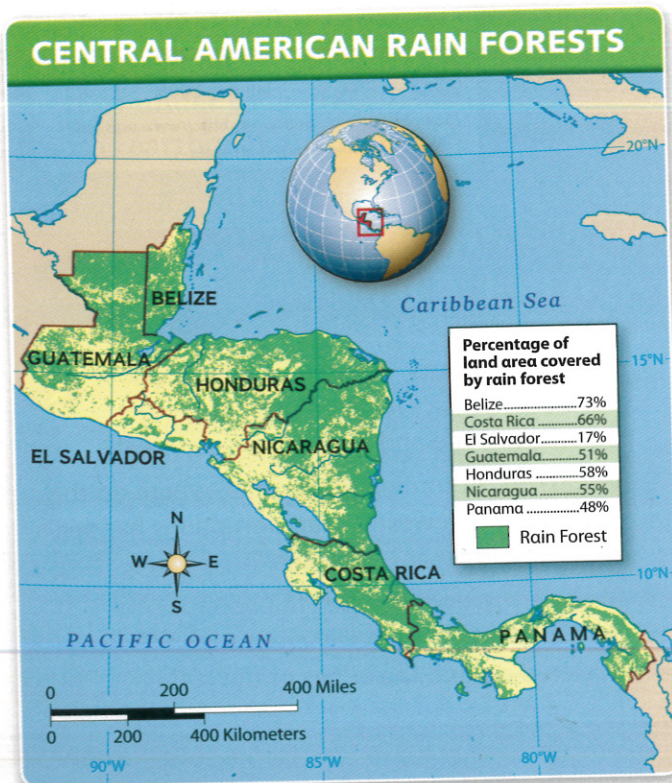 CENTRAL AMERICAN RAIN FORESTS
20°N
BELIZE
Caribbean Sea
GUATEMALA
HONDURAS
15°N
Percentage of
land area covered
by rain forest
Belize....................73%
Costa Rica............66%
El Salvador...........17%
Guatemala...........51%
Honduras ............58%
Nicaragua ............55%
Panama ...............48%
Rain Forest
EL SALVADOR
NICARAGUA
N
W E
S
COSTA RICA
10°N
PACIFIC OCEAN
PANAMA
0 200 400 Miles
0 200 400 Kilometers
90°W 85°W 80°W